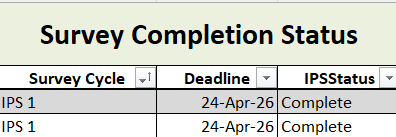 Survey Completion Status
Survey Cycle Deadline IPSStatus
IPS 1 24-Apr-26 Complete
IPS 1 24-Apr-26 Complete